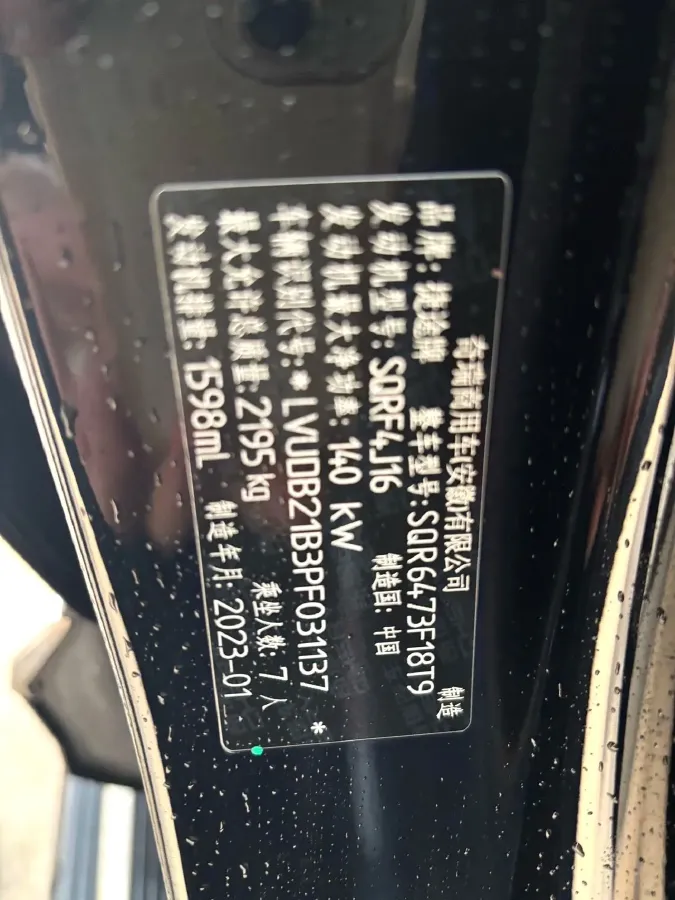 奇瑞商用车(安徽)有限公司 制造
品牌: 捷途牌 整车型号: SQR6473F18T9
发动机型号: SQRF4J16 制造国: 中国
发动机最大净功率: 140 kW
车辆识别代号: *LVUDB21B3PF031137*
最大允许总质量: 2195 kg 乘坐人数: 7 人
发动机排量: 1598mL 制造年月: 2023-01